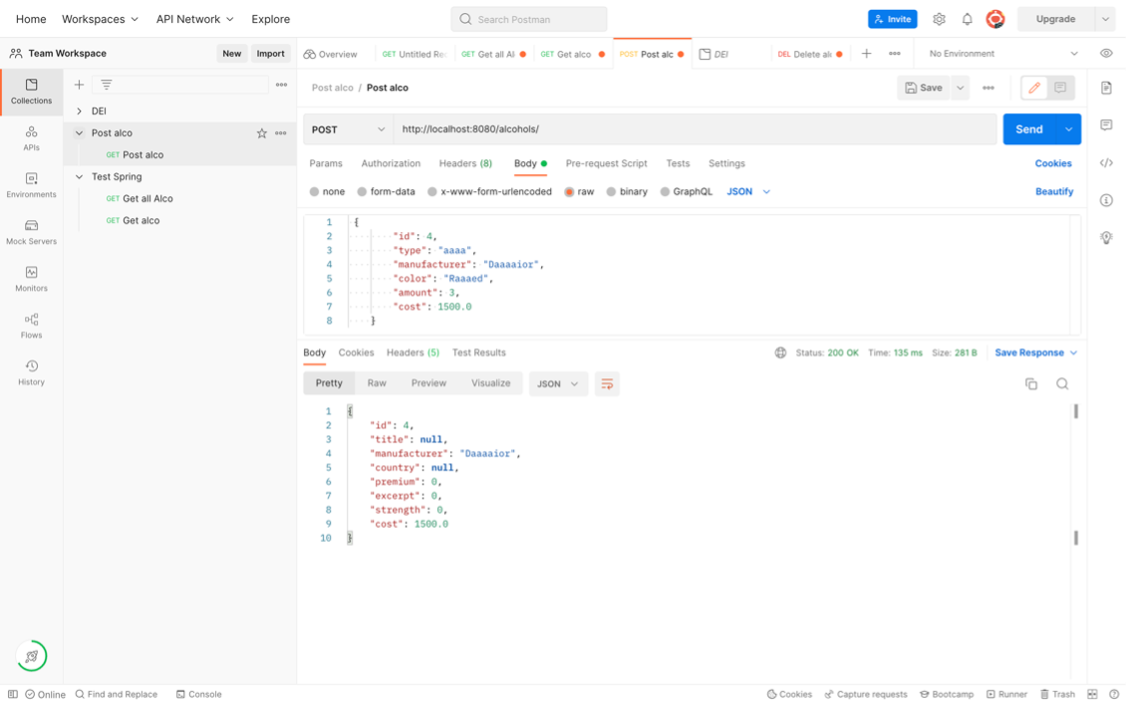 Home Workspaces API Network Explore Search Postman Invite Upgrade
Team Workspace New Import Overview GET Untitled Re GET Get all Al GET Get alco POST Post alc DEI DEL Delete al No Environment
Collections
APIs
Environments
Mock Servers
Monitors
Flows
History
DEI
Post alco
GET Post alco
Test Spring
GET Get all Alco
GET Get alco
Post alco / Post alco Save
POST http://localhost:8080/alcohols/ Send
Params Authorization Headers (8) Body Pre-request Script Tests Settings Cookies
none form-data x-www-form-urlencoded raw binary GraphQL JSON Beautify
1 {
2 "id": 4,
3 "type": "aaaa",
4 "manufacturer": "Daaaaior",
5 "color": "Raaaed",
6 "amount": 3,
7 "cost": 1500.0
8 }
Body Cookies Headers (5) Test Results Status: 200 OK Time: 135 ms Size: 281 B Save Response
Pretty Raw Preview Visualize JSON
1 {
2 "id": 4,
3 "title": null,
4 "manufacturer": "Daaaaior",
5 "country": null,
6 "premium": 0,
7 "excerpt": 0,
8 "strength": 0,
9 "cost": 1500.0
10 }
Online Find and Replace Console Cookies Capture requests Bootcamp Runner Trash